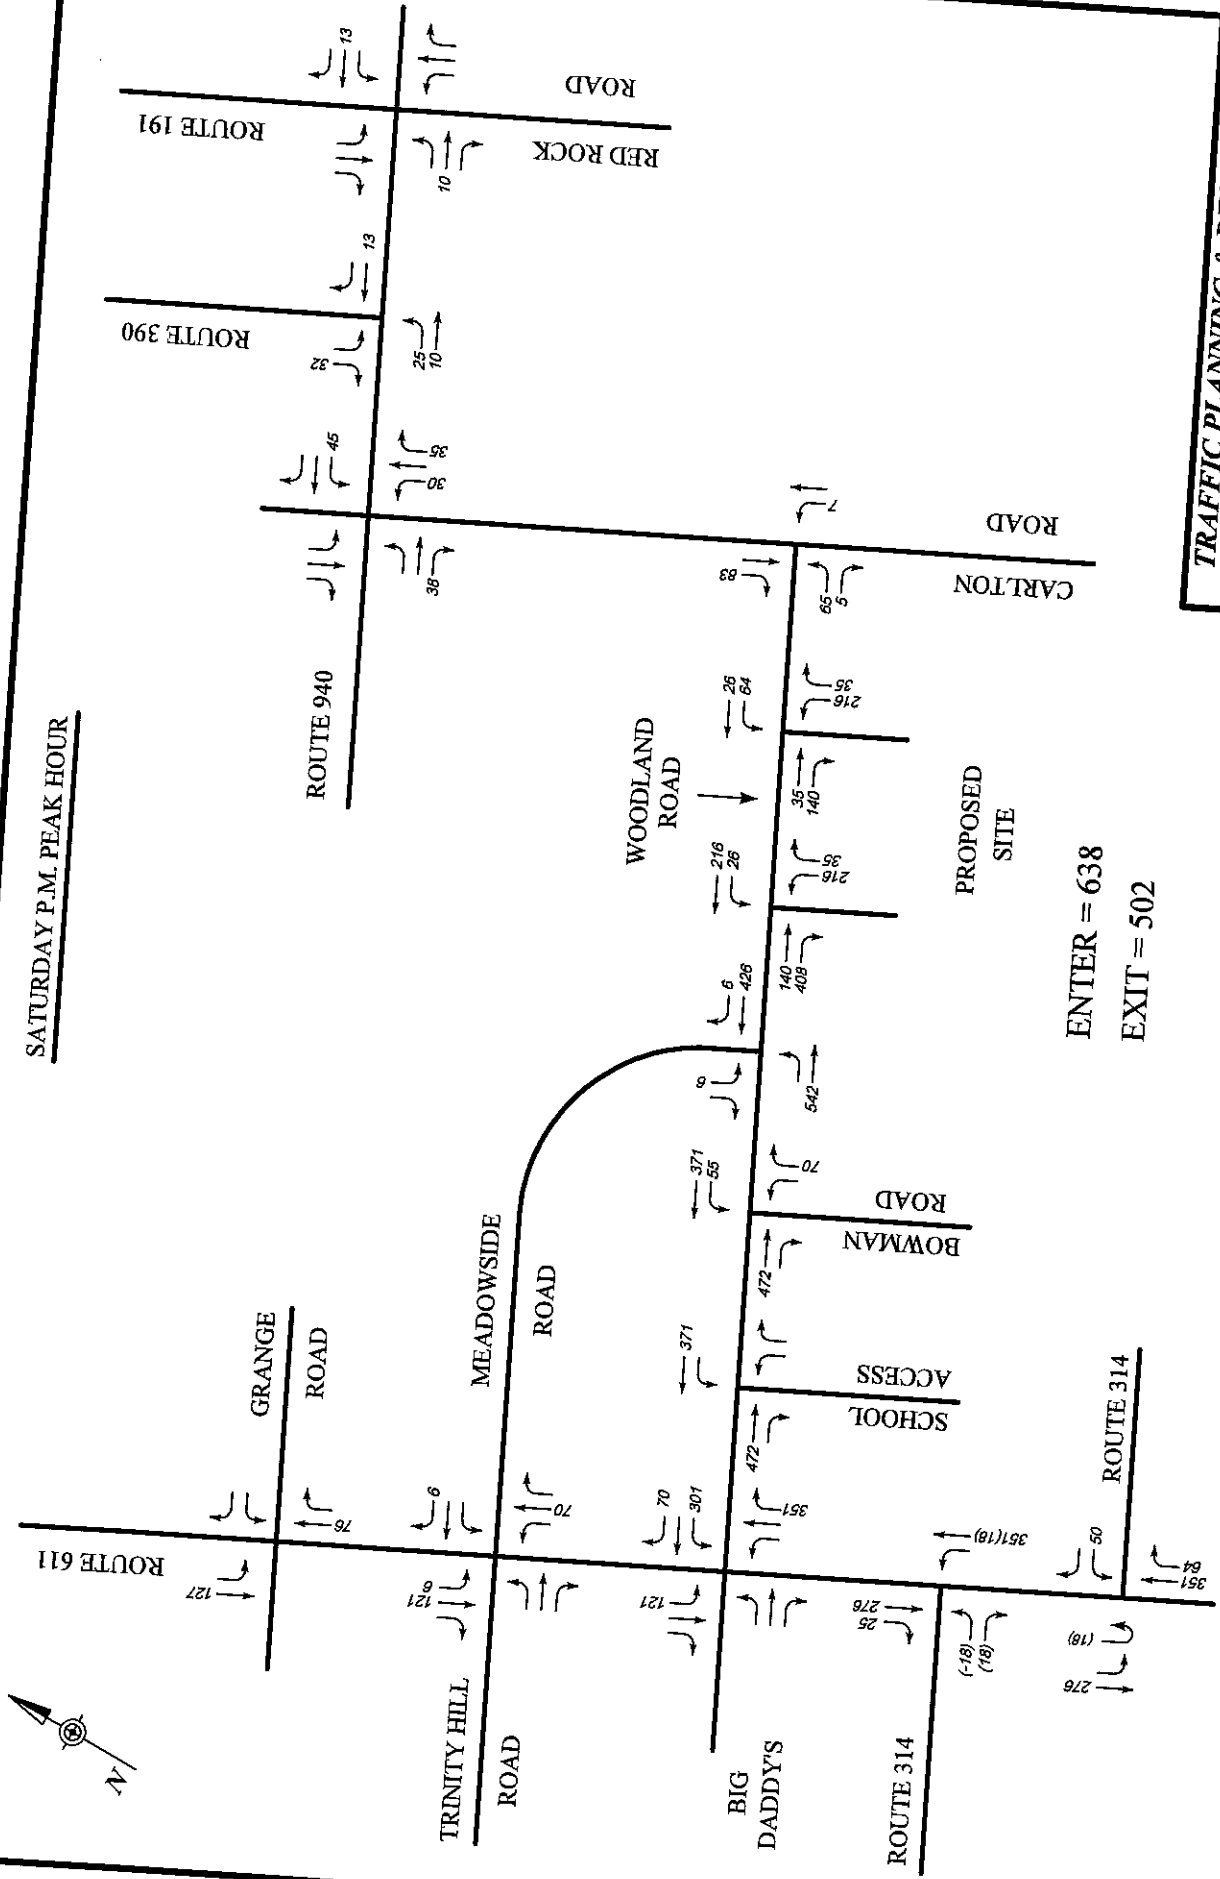 SATURDAY P.M. PEAK HOUR
13
ROUTE 191
RED ROCK
ROAD
10
13
ROUTE 390
32
25
10
45
30
35
38
ROUTE 940
7
83
65
5
CARLTON
ROAD
26
64
216
35
WOODLAND
ROAD
35
140
216
26
216
35
PROPOSED
SITE
140
408
6
426
6
542
ENTER = 638
EXIT = 502
371
55
70
BOWMAN
ROAD
472
371
SCHOOL
ACCESS
472
MEADOWSIDE
ROAD
GRANGE
ROAD
76
ROUTE 611
127
6
70
121
6
TRINITY HILL
ROAD
70
301
351
121
BIG
DADDY'S
351(18)
276
25
(-18)
(18)
ROUTE 314
50
ROUTE 314
351
64
(18)
276
N
TRAFFIC PLANNING &